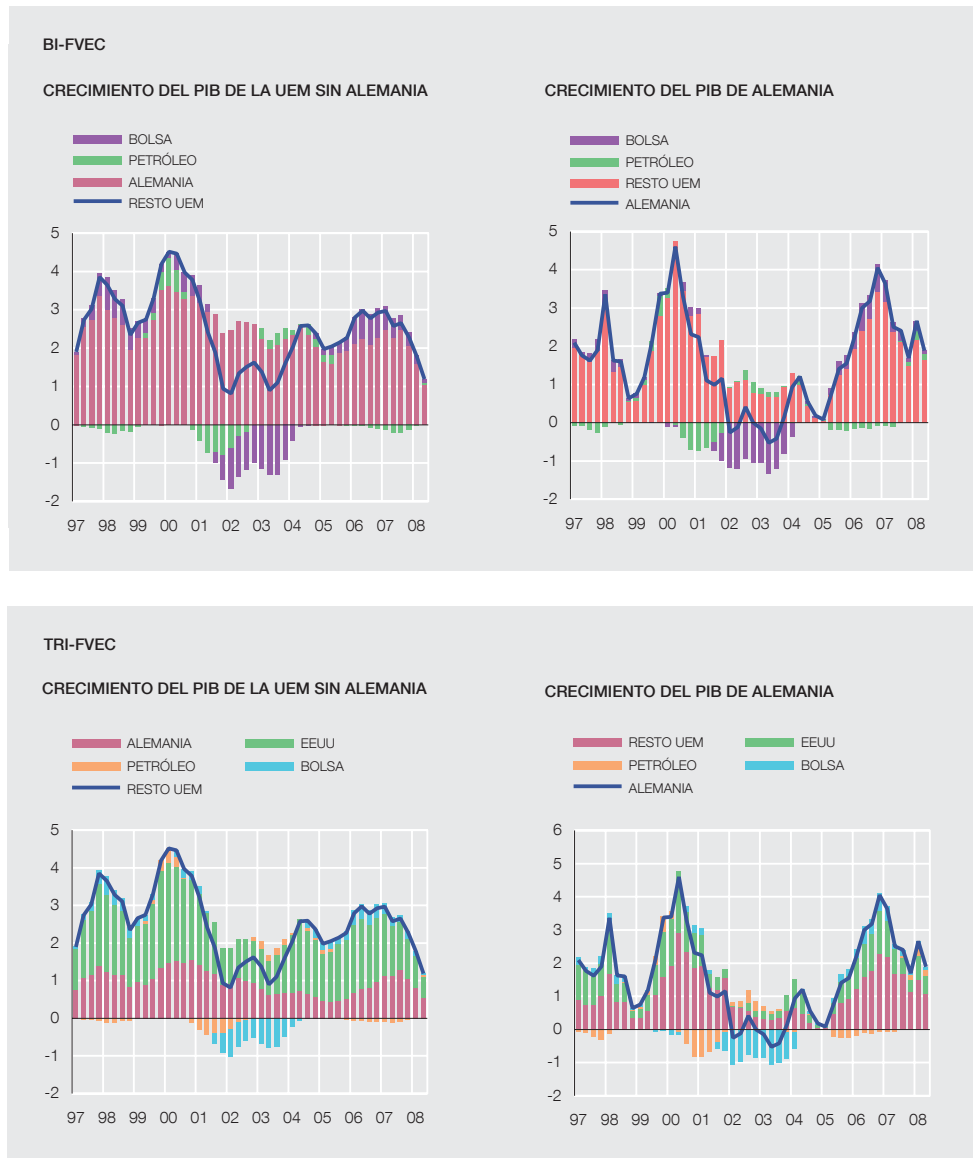 BI-FVEC
CRECIMIENTO DEL PIB DE LA UEM SIN ALEMANIA
BOLSA
PETRÓLEO
ALEMANIA
RESTO UEM
5
4
3
2
1
0
-1
-2
97 98 99 00 01 02 03 04 05 06 07 08
CRECIMIENTO DEL PIB DE ALEMANIA
BOLSA
PETRÓLEO
RESTO UEM
ALEMANIA
5
4
3
2
1
0
-1
-2
97 98 99 00 01 02 03 04 05 06 07 08
TRI-FVEC
CRECIMIENTO DEL PIB DE LA UEM SIN ALEMANIA
ALEMANIA EEUU
PETRÓLEO BOLSA
RESTO UEM
5
4
3
2
1
0
-1
-2
97 98 99 00 01 02 03 04 05 06 07 08
CRECIMIENTO DEL PIB DE ALEMANIA
RESTO UEM EEUU
PETRÓLEO BOLSA
ALEMANIA
6
5
4
3
2
1
0
-1
-2
97 98 99 00 01 02 03 04 05 06 07 08